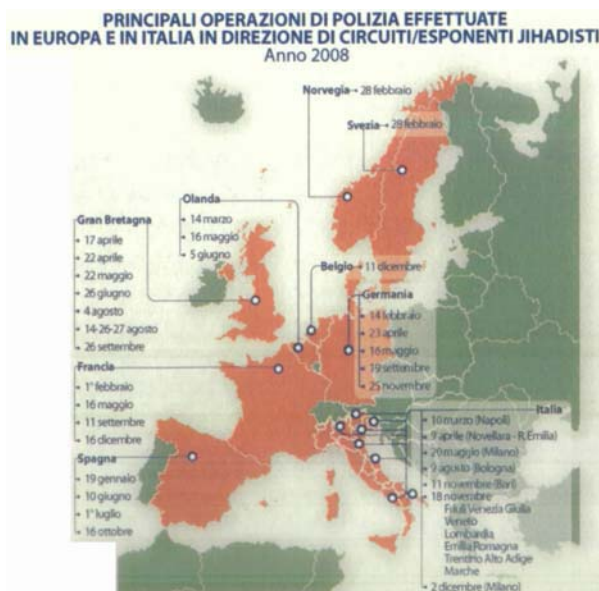 PRINCIPALI OPERAZIONI DI POLIZIA EFFETTUATE
IN EUROPA E IN ITALIA IN DIREZIONE DI CIRCUITI/ESPONENTI JIHADISTI
Anno 2008
Norvegia → 28 febbraio
Svezia → 28 febbraio
Olanda
14 marzo
16 maggio
5 giugno
Gran Bretagna
17 aprile
22 aprile
22 maggio
26 giugno
4 agosto
14-26-27 agosto
26 settembre
Belgio → 11 dicembre
Germania
14 febbraio
23 aprile
16 maggio
19 settembre
25 novembre
Francia
1° febbraio
16 maggio
11 settembre
16 dicembre
Spagna
19 gennaio
10 giugno
1° luglio
16 ottobre
Italia
10 marzo (Napoli)
9 aprile (Novellara - R.Emilia)
20 maggio (Milano)
9 agosto (Bologna)
11 novembre (Bari)
18 novembre
Friuli Venezia Giulia
Veneto
Lombardia
Emilia Romagna
Trentino Alto Adige
Marche
2 dicembre (Milano)